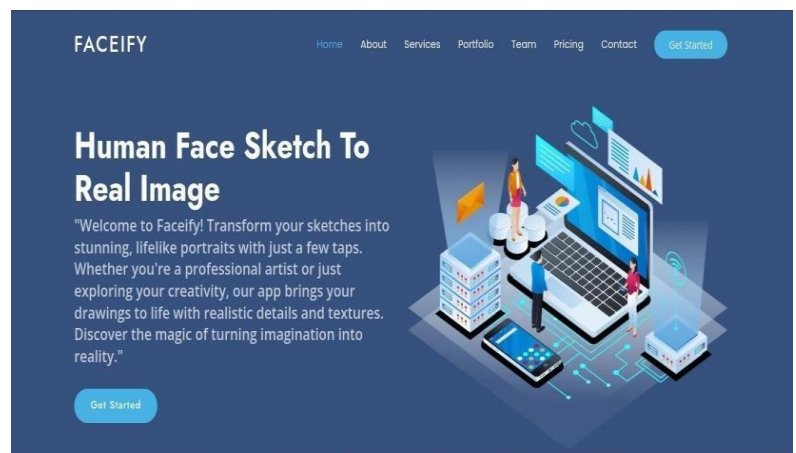 FACEIFY
Home About Services Portfolio Team Pricing Contact Get Started
Human Face Sketch To
Real Image
"Welcome to Faceify! Transform your sketches into
stunning, lifelike portraits with just a few taps.
Whether you're a professional artist or just
exploring your creativity, our app brings your
drawings to life with realistic details and textures.
Discover the magic of turning imagination into
reality."
Get Started